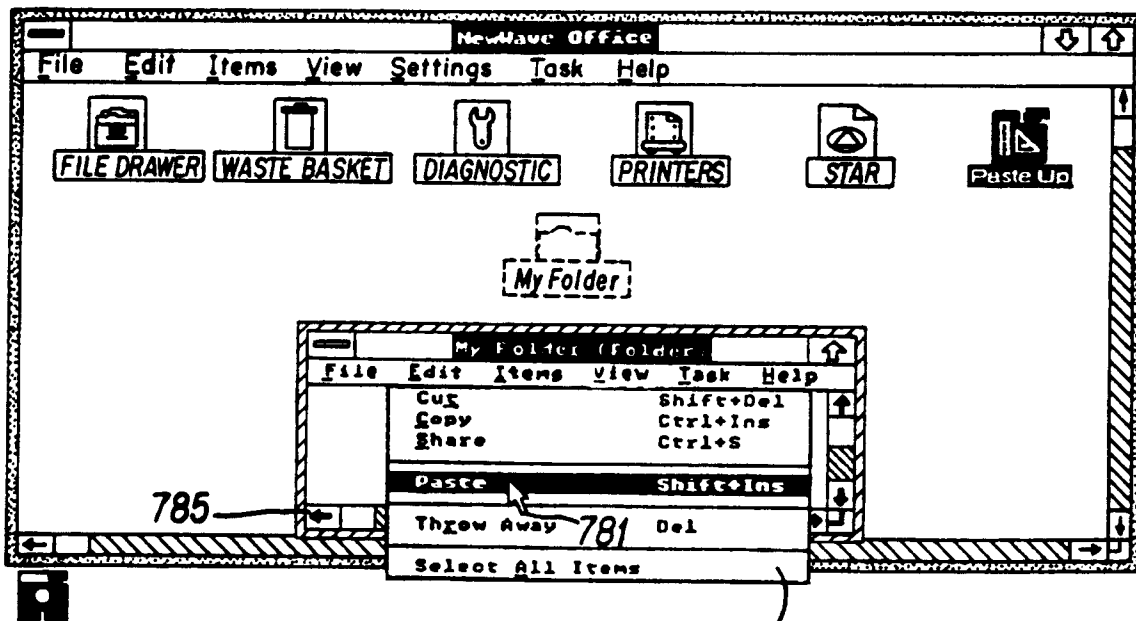 NewWave Office
File Edit Items View Settings Task Help
FILE DRAWER WASTE BASKET DIAGNOSTIC PRINTERS STAR Paste Up
My Folder
My Folder (Folder)
File Edit Items View Task Help
Cut Shift+Del
Copy Ctrl+Ins
Share Ctrl+S
Paste Shift+Ins
785
Throw Away 781 Del
Select All Items